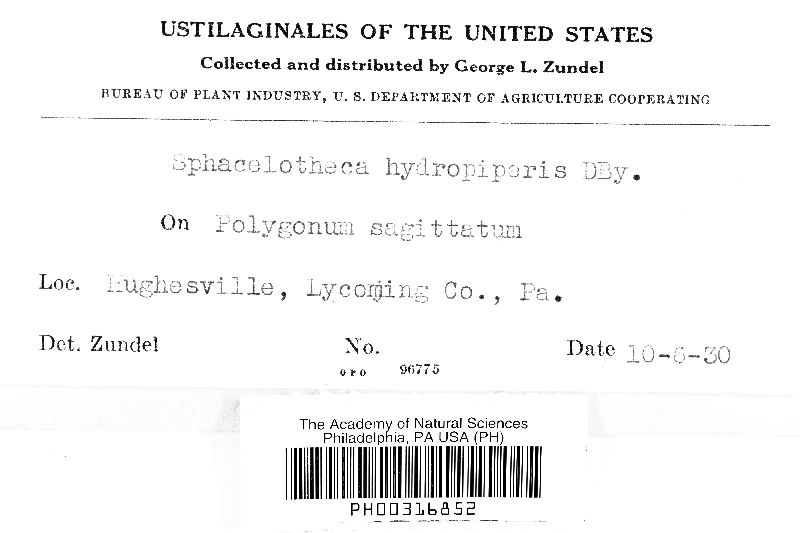 USTILAGINALES OF THE UNITED STATES
Collected and distributed by George L. Zundel
BUREAU OF PLANT INDUSTRY, U. S. DEPARTMENT OF AGRICULTURE COOPERATING
Sphacelotheca hydropiperis DBy.
On Polygonum sagittatum
Loc. Hughesville, Lycoming Co., Pa.
Det. Zundel No. Date 10-6-30
GPO 96775
The Academy of Natural Sciences
Philadelphia, PA USA (PH)
PH00316852